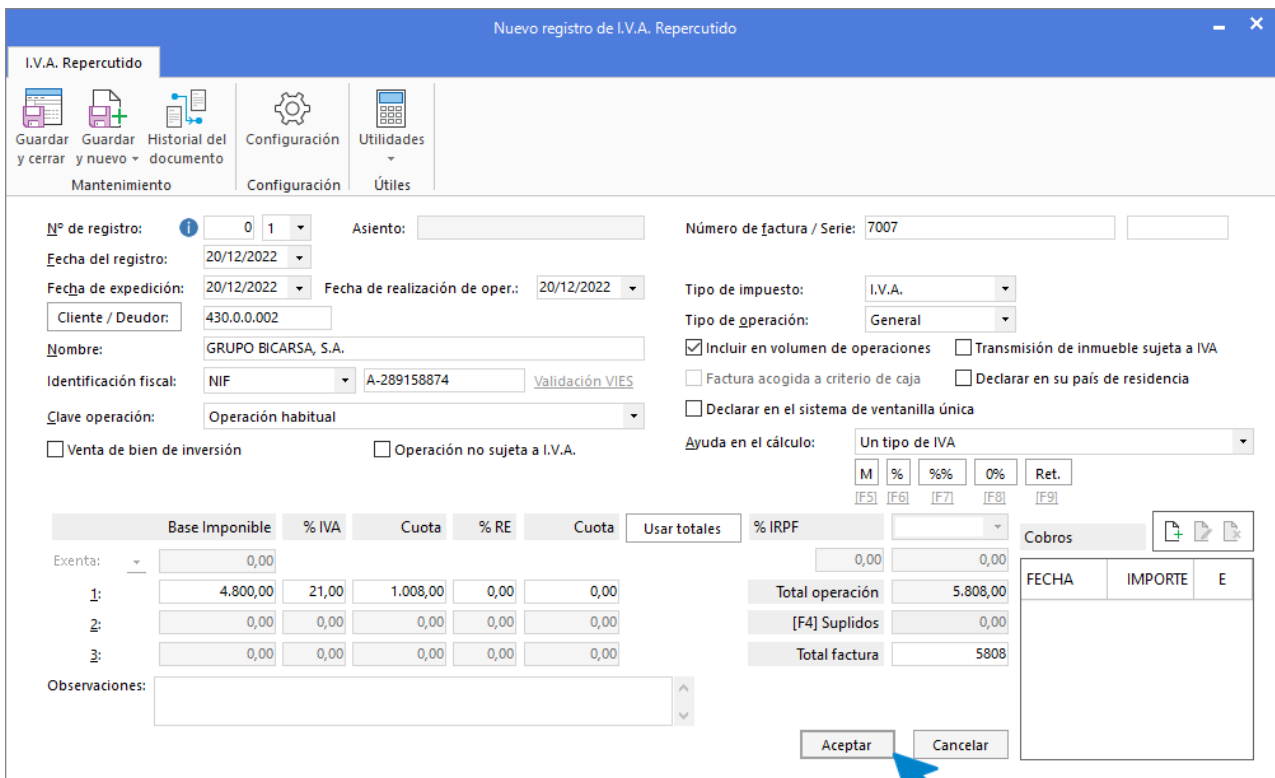 Nuevo registro de I.V.A. Repercutido
I.V.A. Repercutido
Guardar y cerrar
Guardar y nuevo
Historial del documento
Configuración
Utilidades
Mantenimiento
Configuración
Útiles
Nº de registro: 0 1 Asiento:
Número de factura / Serie: 7007
Fecha del registro: 20/12/2022
Fecha de expedición: 20/12/2022 Fecha de realización de oper.: 20/12/2022
Tipo de impuesto: I.V.A.
Cliente / Deudor: 430.0.0.002
Tipo de operación: General
Nombre: GRUPO BICARSA, S.A.
Incluir en volumen de operaciones Transmisión de inmueble sujeta a IVA
Identificación fiscal: NIF A-289158874 Validación VIES
Factura acogida a criterio de caja Declarar en su país de residencia
Clave operación: Operación habitual
Declarar en el sistema de ventanilla única
Venta de bien de inversión Operación no sujeta a I.V.A.
Ayuda en el cálculo: Un tipo de IVA
M % %% 0% Ret.
[F5] [F6] [F7] [F8] [F9]
Base Imponible % IVA Cuota % RE Cuota Usar totales % IRPF
Cobros
Exenta: 0,00 0,00 0,00
FECHA IMPORTE E
1: 4.800,00 21,00 1.008,00 0,00 0,00 Total operación 5.808,00
2: 0,00 0,00 0,00 0,00 0,00 [F4] Suplidos 0,00
3: 0,00 0,00 0,00 0,00 0,00 Total factura 5808
Observaciones:
Aceptar Cancelar